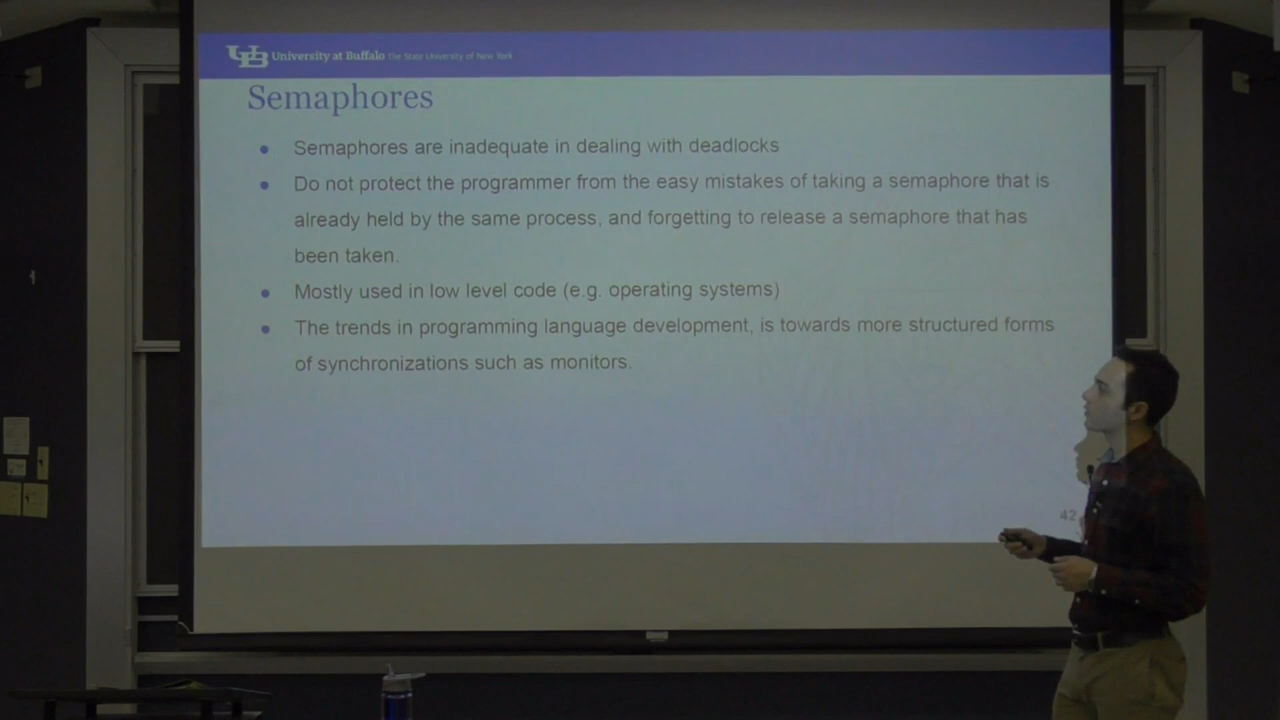 UB University at Buffalo The State University of New York
Semaphores
• Semaphores are inadequate in dealing with deadlocks
• Do not protect the programmer from the easy mistakes of taking a semaphore that is
already held by the same process, and forgetting to release a semaphore that has
been taken.
• Mostly used in low level code (e.g. operating systems)
• The trends in programming language development, is towards more structured forms
of synchronizations such as monitors.
42